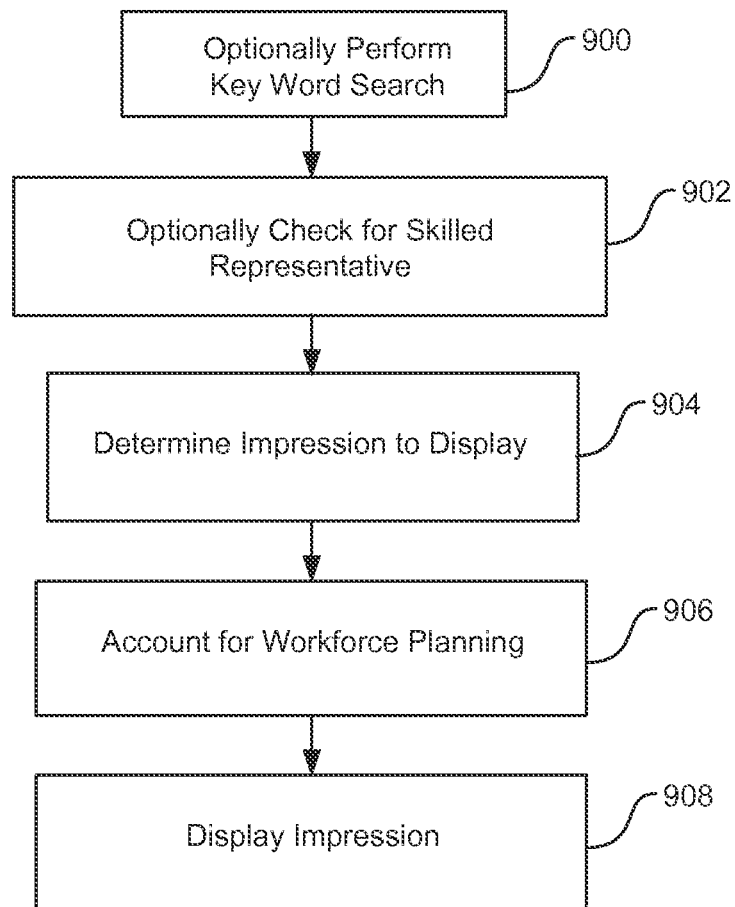 Optionally Perform
Key Word Search
900
Optionally Check for Skilled
Representative
902
Determine Impression to Display
904
Account for Workforce Planning
906
Display Impression
908